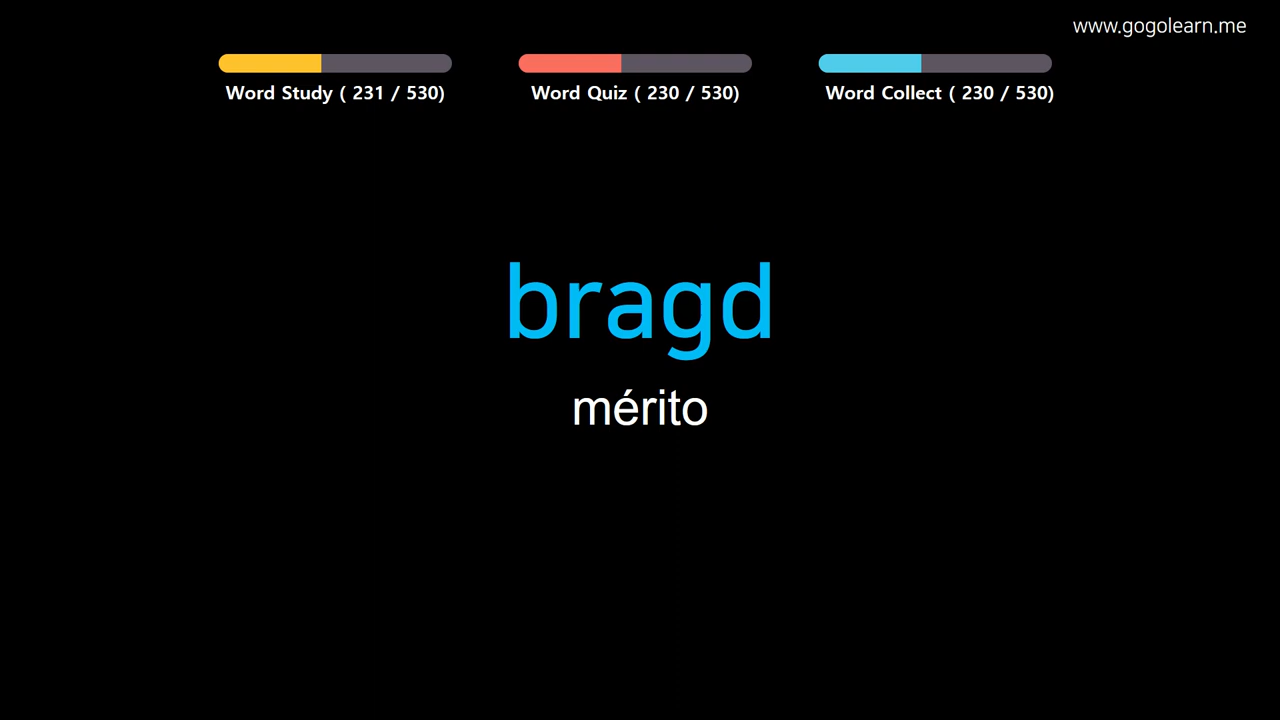 www.gogolearn.me
Word Study ( 231 / 530)
Word Quiz ( 230 / 530)
Word Collect ( 230 / 530)
bragd
mérito